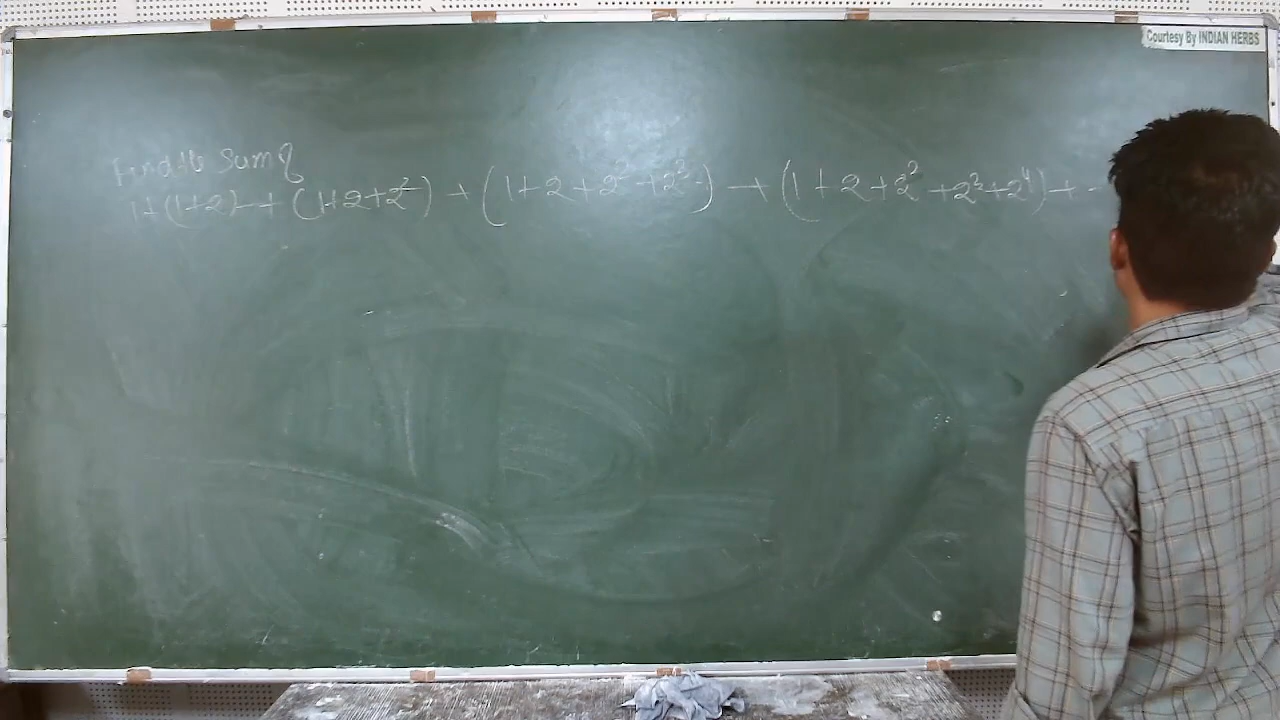 Courtesy By INDIAN HERBS
Find the Sum of
1+(1+2)+(1+2+2²)+(1+2+2²+2³)+(1+2+2²+2³+2⁴)+-